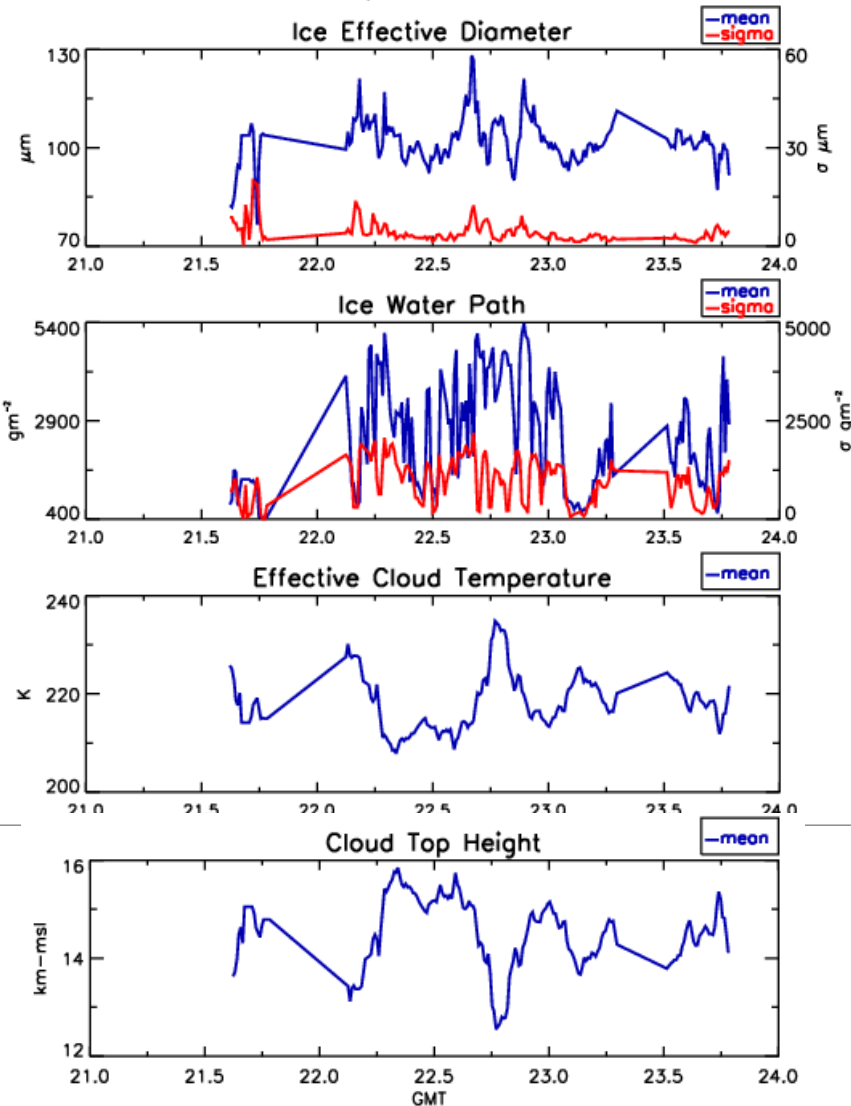 Ice Effective Diameter
mean
sigma
130
100
70
μm
60
30
0
σ μm
21.0 21.5 22.0 22.5 23.0 23.5 24.0
Ice Water Path
mean
sigma
5400
2900
400
gm⁻²
5000
2500
0
σ gm⁻²
21.0 21.5 22.0 22.5 23.0 23.5 24.0
Effective Cloud Temperature
mean
240
220
200
K
21.0 21.5 22.0 22.5 23.0 23.5 24.0
Cloud Top Height
mean
16
14
12
km-msl
21.0 21.5 22.0 22.5 23.0 23.5 24.0
GMT